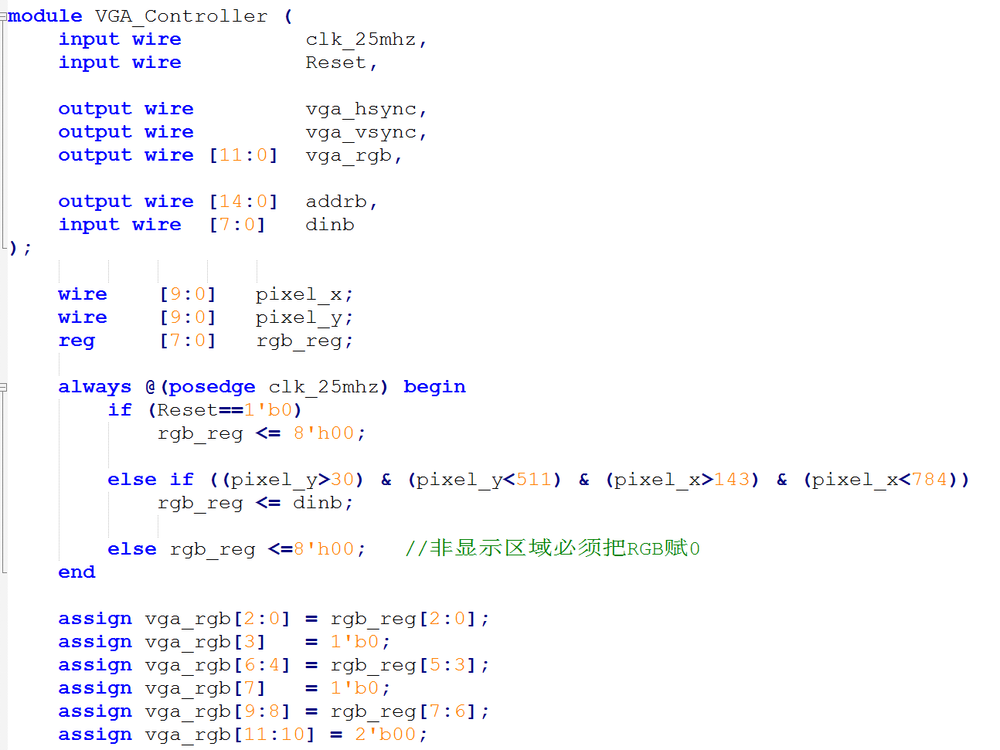 module VGA_Controller (
    input wire          clk_25mhz,
    input wire          Reset,
    output wire         vga_hsync,
    output wire         vga_vsync,
    output wire [11:0]  vga_rgb,
    output wire [14:0]  addrb,
    input wire  [7:0]   dinb
);
    wire    [9:0]   pixel_x;
    wire    [9:0]   pixel_y;
    reg     [7:0]   rgb_reg;
    always @(posedge clk_25mhz) begin
        if (Reset==1'b0)
            rgb_reg <= 8'h00;
        else if ((pixel_y>30) & (pixel_y<511) & (pixel_x>143) & (pixel_x<784))
            rgb_reg <= dinb;
        else rgb_reg <=8'h00;   //非显示区域必须把RGB赋0
    end
    assign vga_rgb[2:0] = rgb_reg[2:0];
    assign vga_rgb[3]   = 1'b0;
    assign vga_rgb[6:4] = rgb_reg[5:3];
    assign vga_rgb[7]   = 1'b0;
    assign vga_rgb[9:8] = rgb_reg[7:6];
    assign vga_rgb[11:10] = 2'b00;